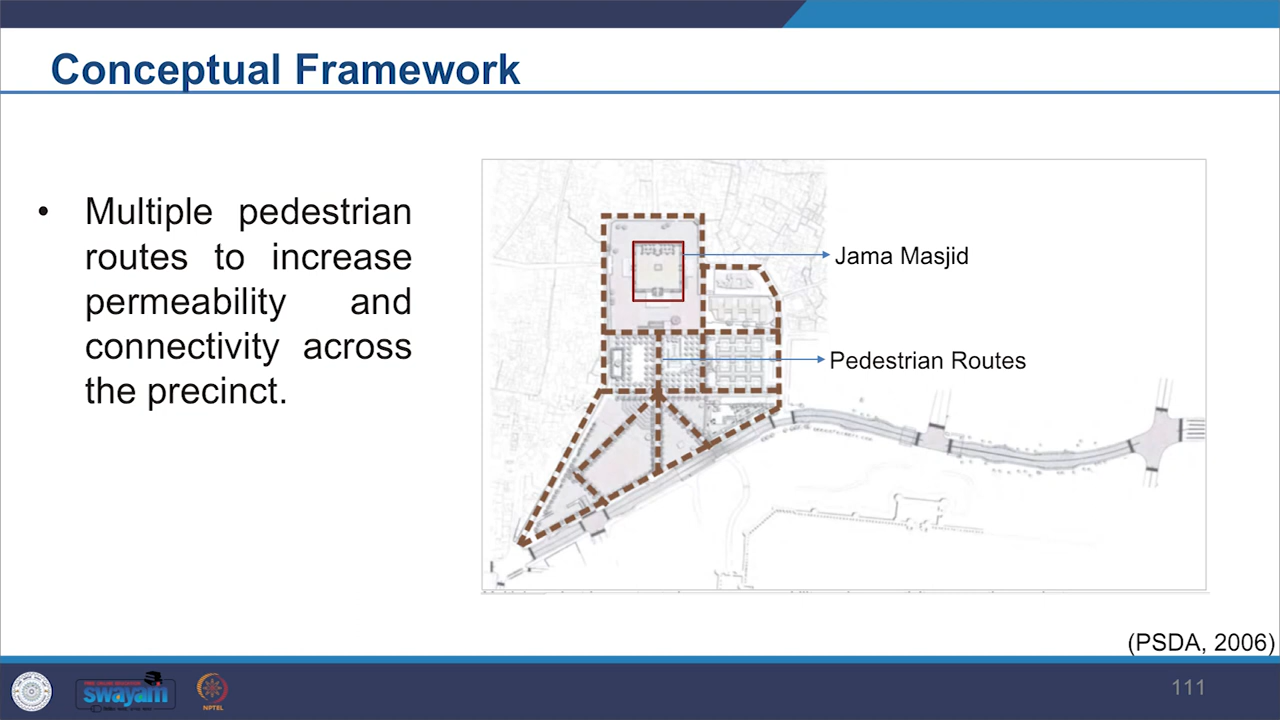 Conceptual Framework
• Multiple pedestrian
routes to increase
permeability and
connectivity across
the precinct.
Jama Masjid
Pedestrian Routes
(PSDA, 2006)
swayam
NPTEL
111